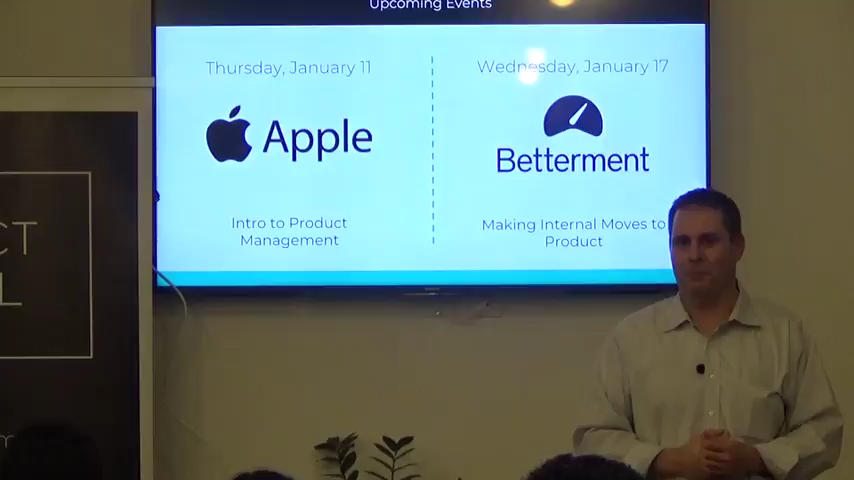 Upcoming Events
Thursday, January 11
Wednesday, January 17
Apple
Betterment
Intro to Product
Management
Making Internal Moves to
Product
CT
L